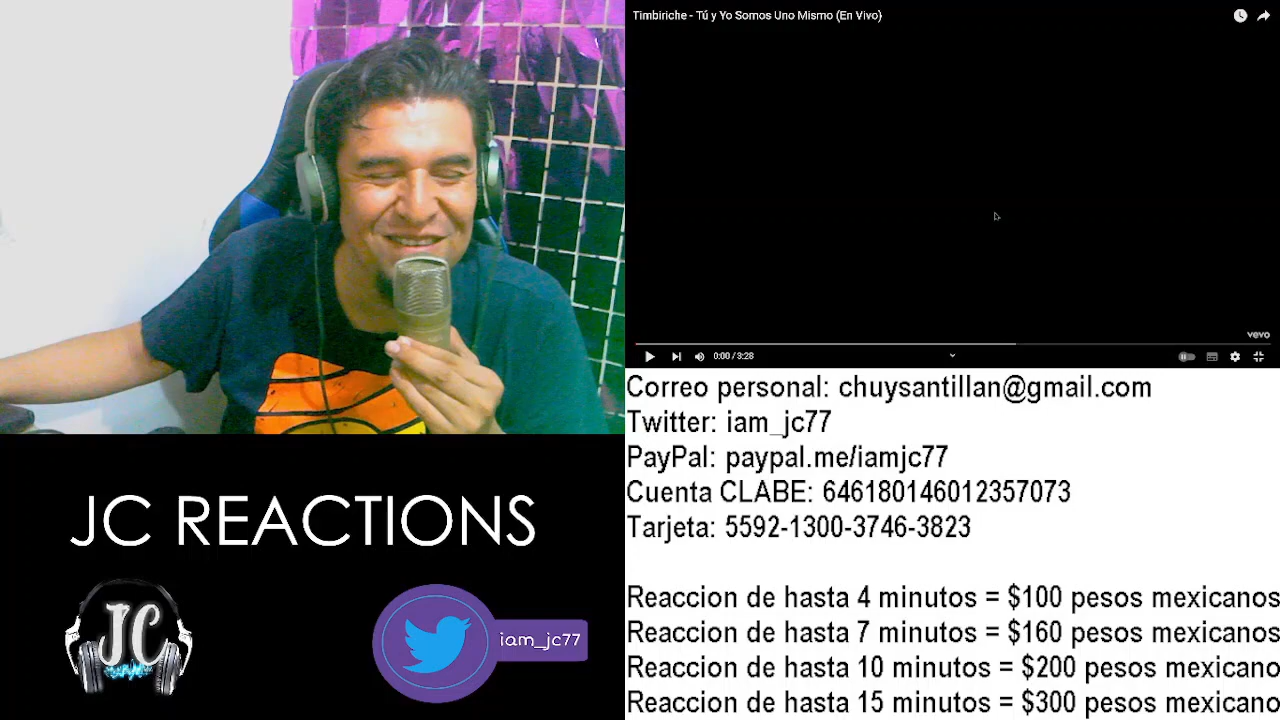 Timbiriche - Tú y Yo Somos Uno Mismo (En Vivo)
vevo
0:00 / 3:28
Correo personal: chuysantillan@gmail.com
Twitter: iam_jc77
PayPal: paypal.me/iamjc77
Cuenta CLABE: 646180146012357073
Tarjeta: 5592-1300-3746-3823
Reaccion de hasta 4 minutos = $100 pesos mexicanos
Reaccion de hasta 7 minutos = $160 pesos mexicanos
Reaccion de hasta 10 minutos = $200 pesos mexicano
Reaccion de hasta 15 minutos = $300 pesos mexicano
JC REACTIONS
JC
iam_jc77